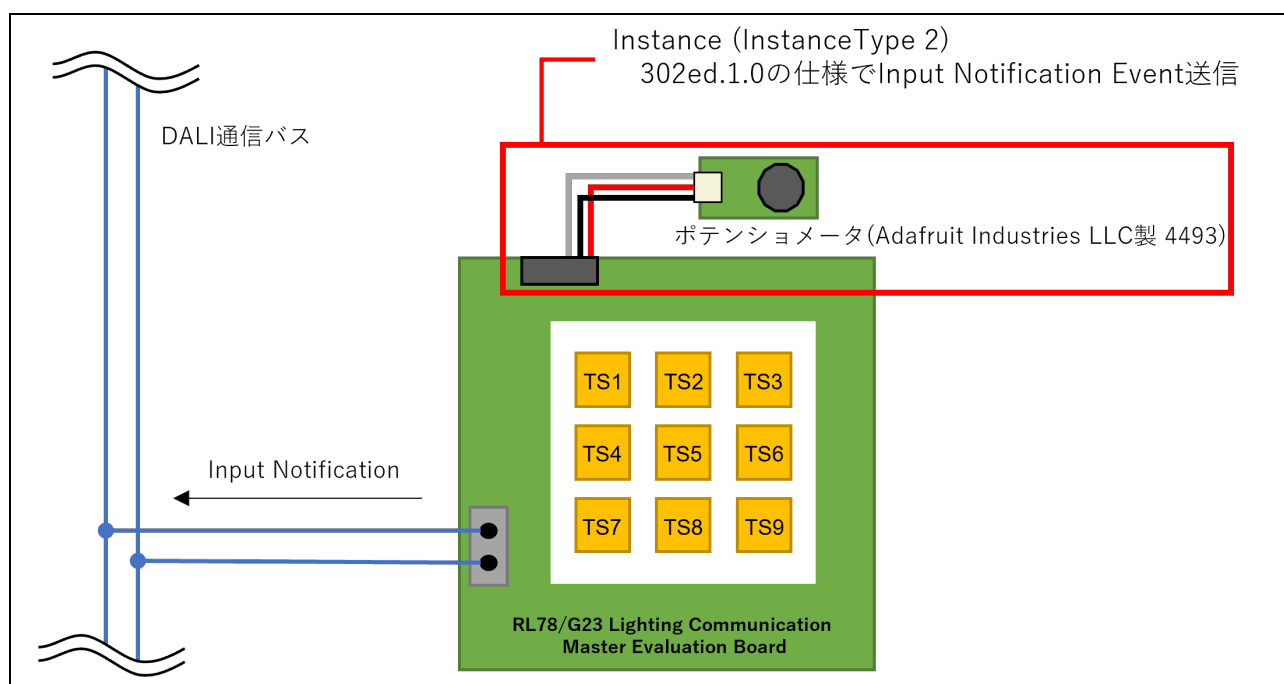 Instance (InstanceType 2)
302ed.1.0の仕様でInput Notification Event送信
DALI通信バス
ポテンショメータ(Adafruit Industries LLC製 4493)
TS1 TS2 TS3
TS4 TS5 TS6
Input Notification
TS7 TS8 TS9
RL78/G23 Lighting Communication
Master Evaluation Board